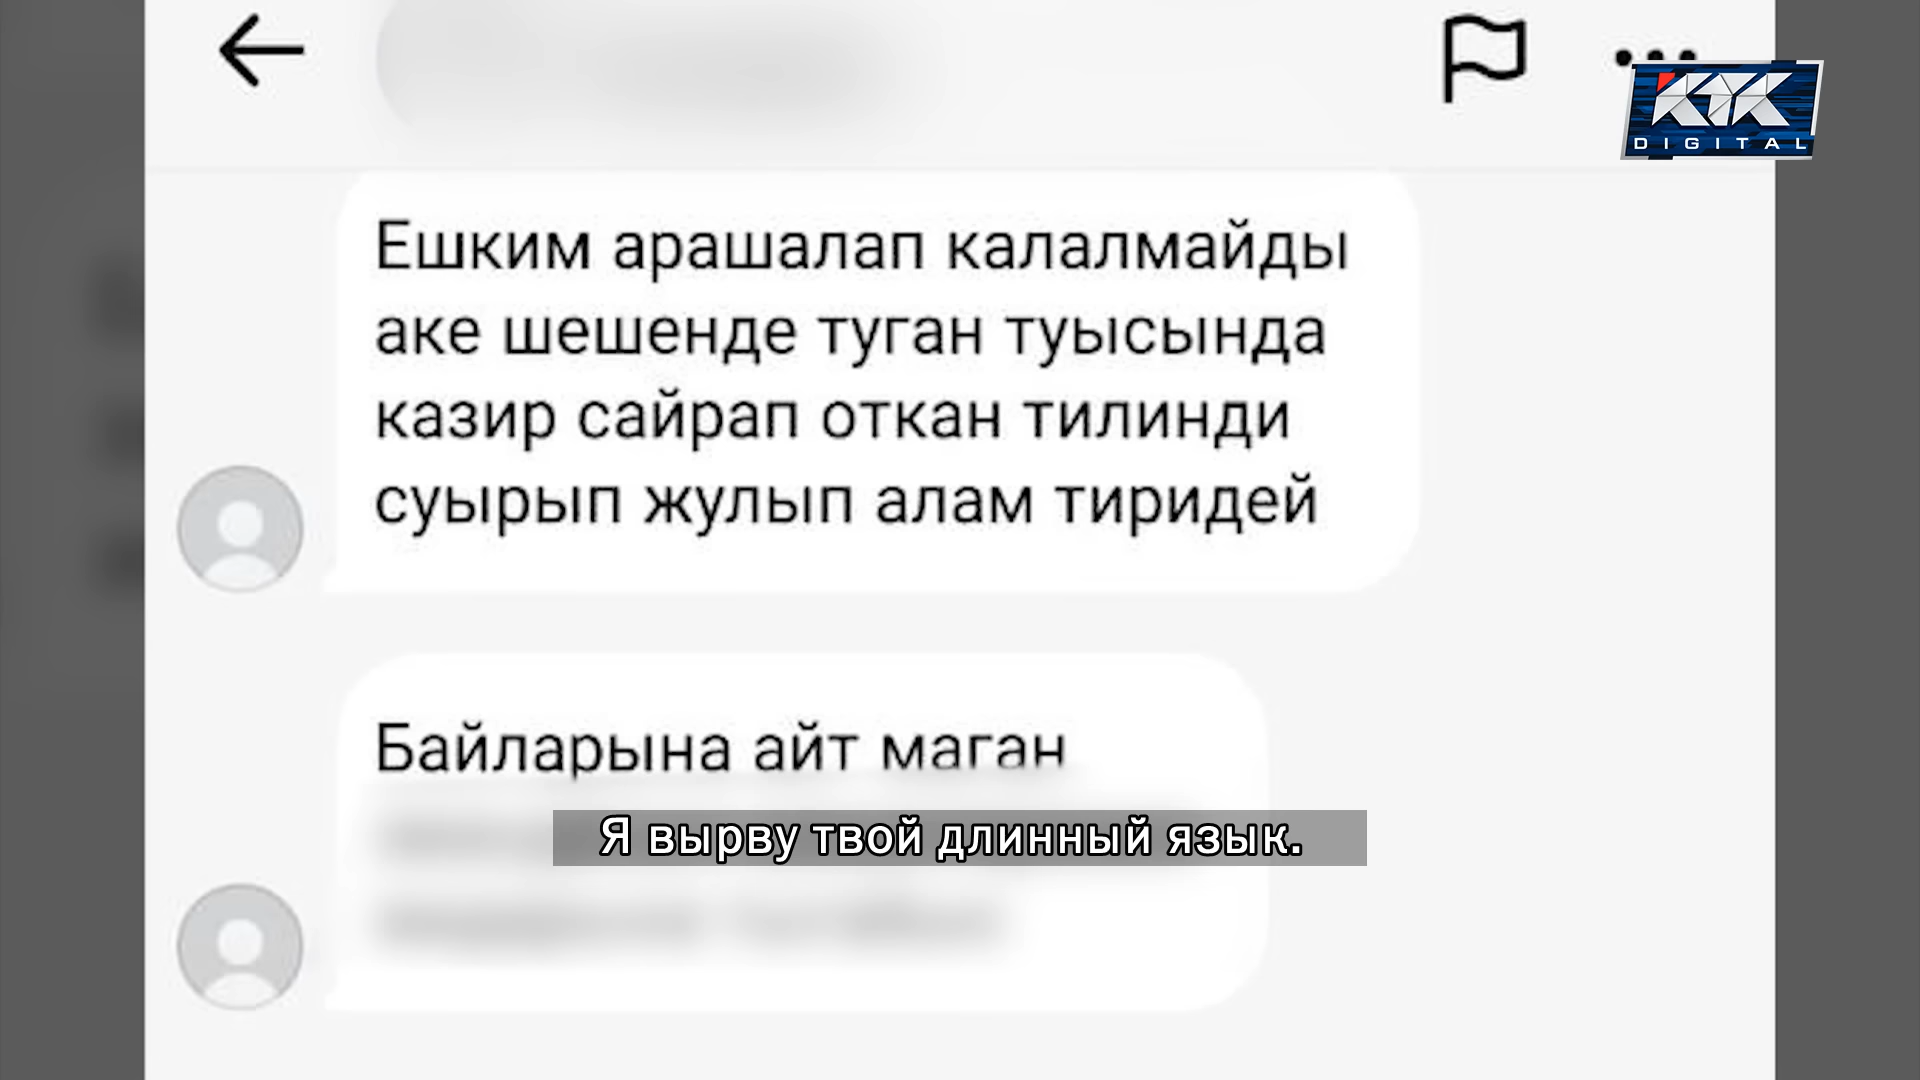 КТК
DIGITAL
Ешким арашалап калалмайды
аке шешенде туган туысында
казир сайрап откан тилинди
суырып жулып алам тиридей
Байларына айт маган
Я вырву твой длинный язык.